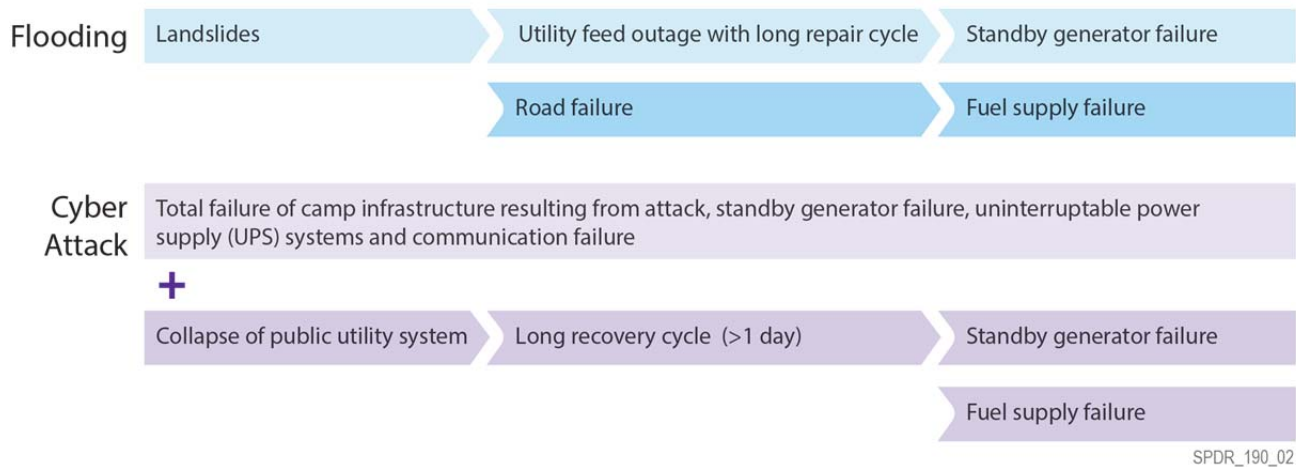 Flooding
Landslides
Utility feed outage with long repair cycle
Standby generator failure
Road failure
Fuel supply failure
Cyber
Attack
Total failure of camp infrastructure resulting from attack, standby generator failure, uninterruptable power
supply (UPS) systems and communication failure
+
Collapse of public utility system
Long recovery cycle (>1 day)
Standby generator failure
Fuel supply failure
SPDR_190_02